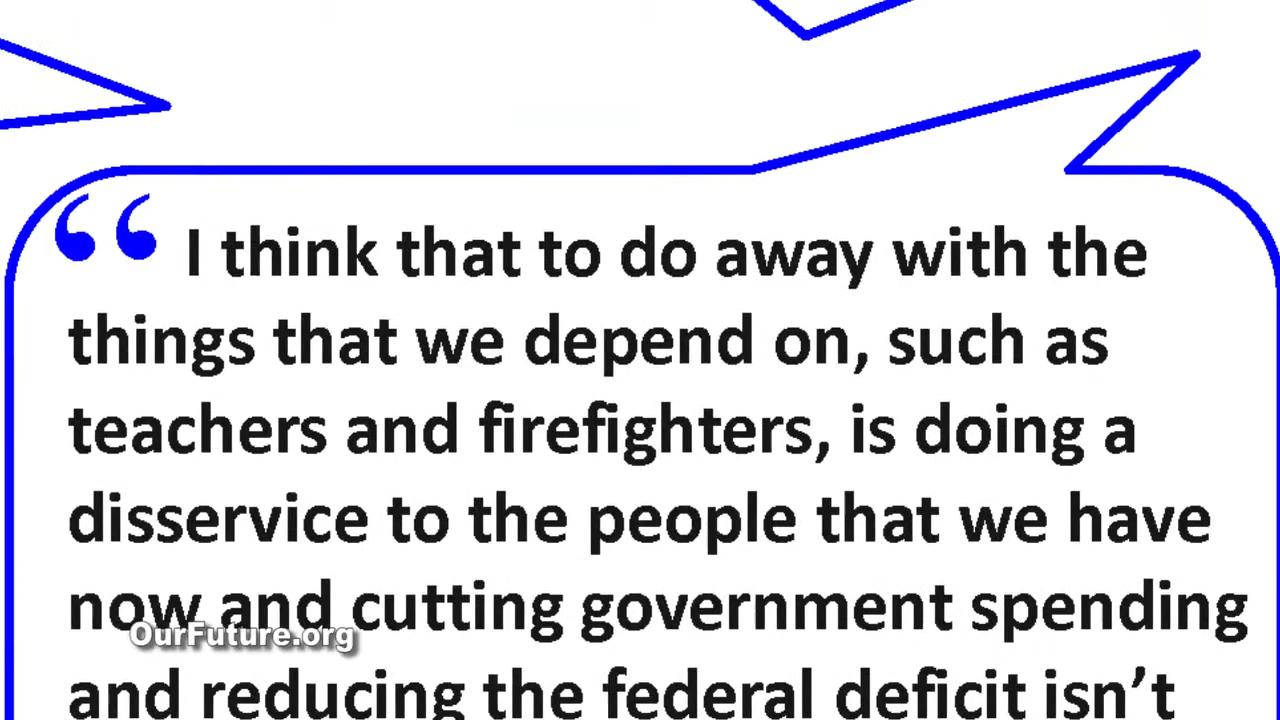 “ I think that to do away with the
things that we depend on, such as
teachers and firefighters, is doing a
disservice to the people that we have
now and cutting government spending
OurFuture.org
and reducing the federal deficit isn’t